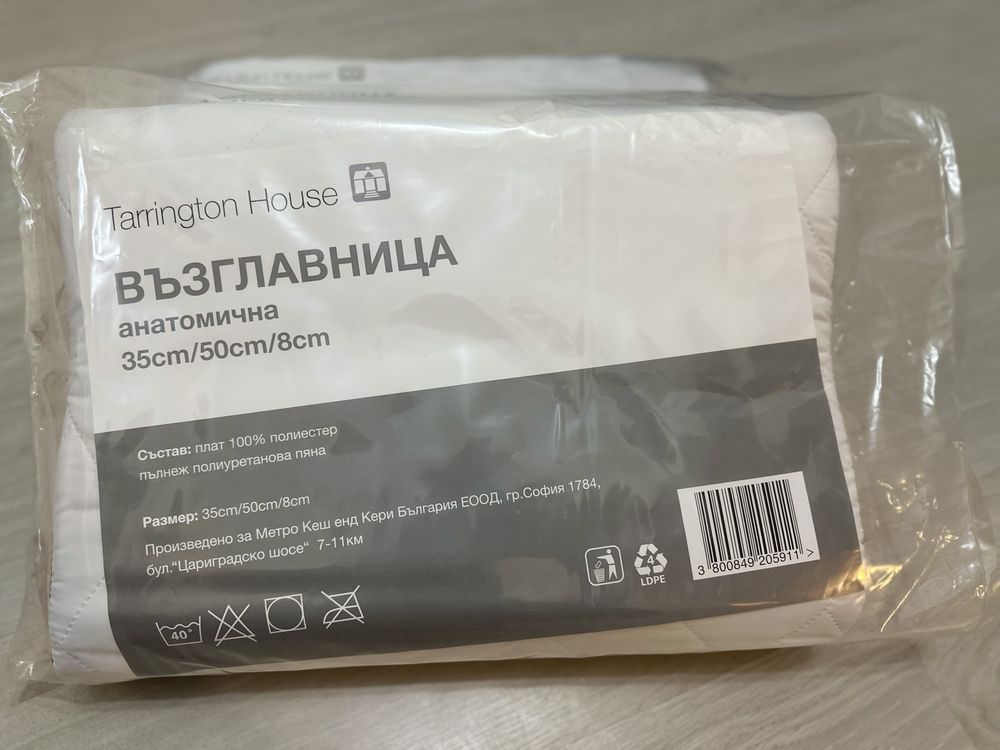 Tarrington House
ВЪЗГЛАВНИЦА
анатомична
35cm/50cm/8cm
Състав: плат 100% полиестер
пълнеж полиуретанова пяна
Размер: 35cm/50cm/8cm
Произведено за Метро Кеш енд Кери България ЕООД, гр.София 1784,
бул.“Цариградско шосе“ 7-11км
40°
4
LDPE
3 800849 205911 >